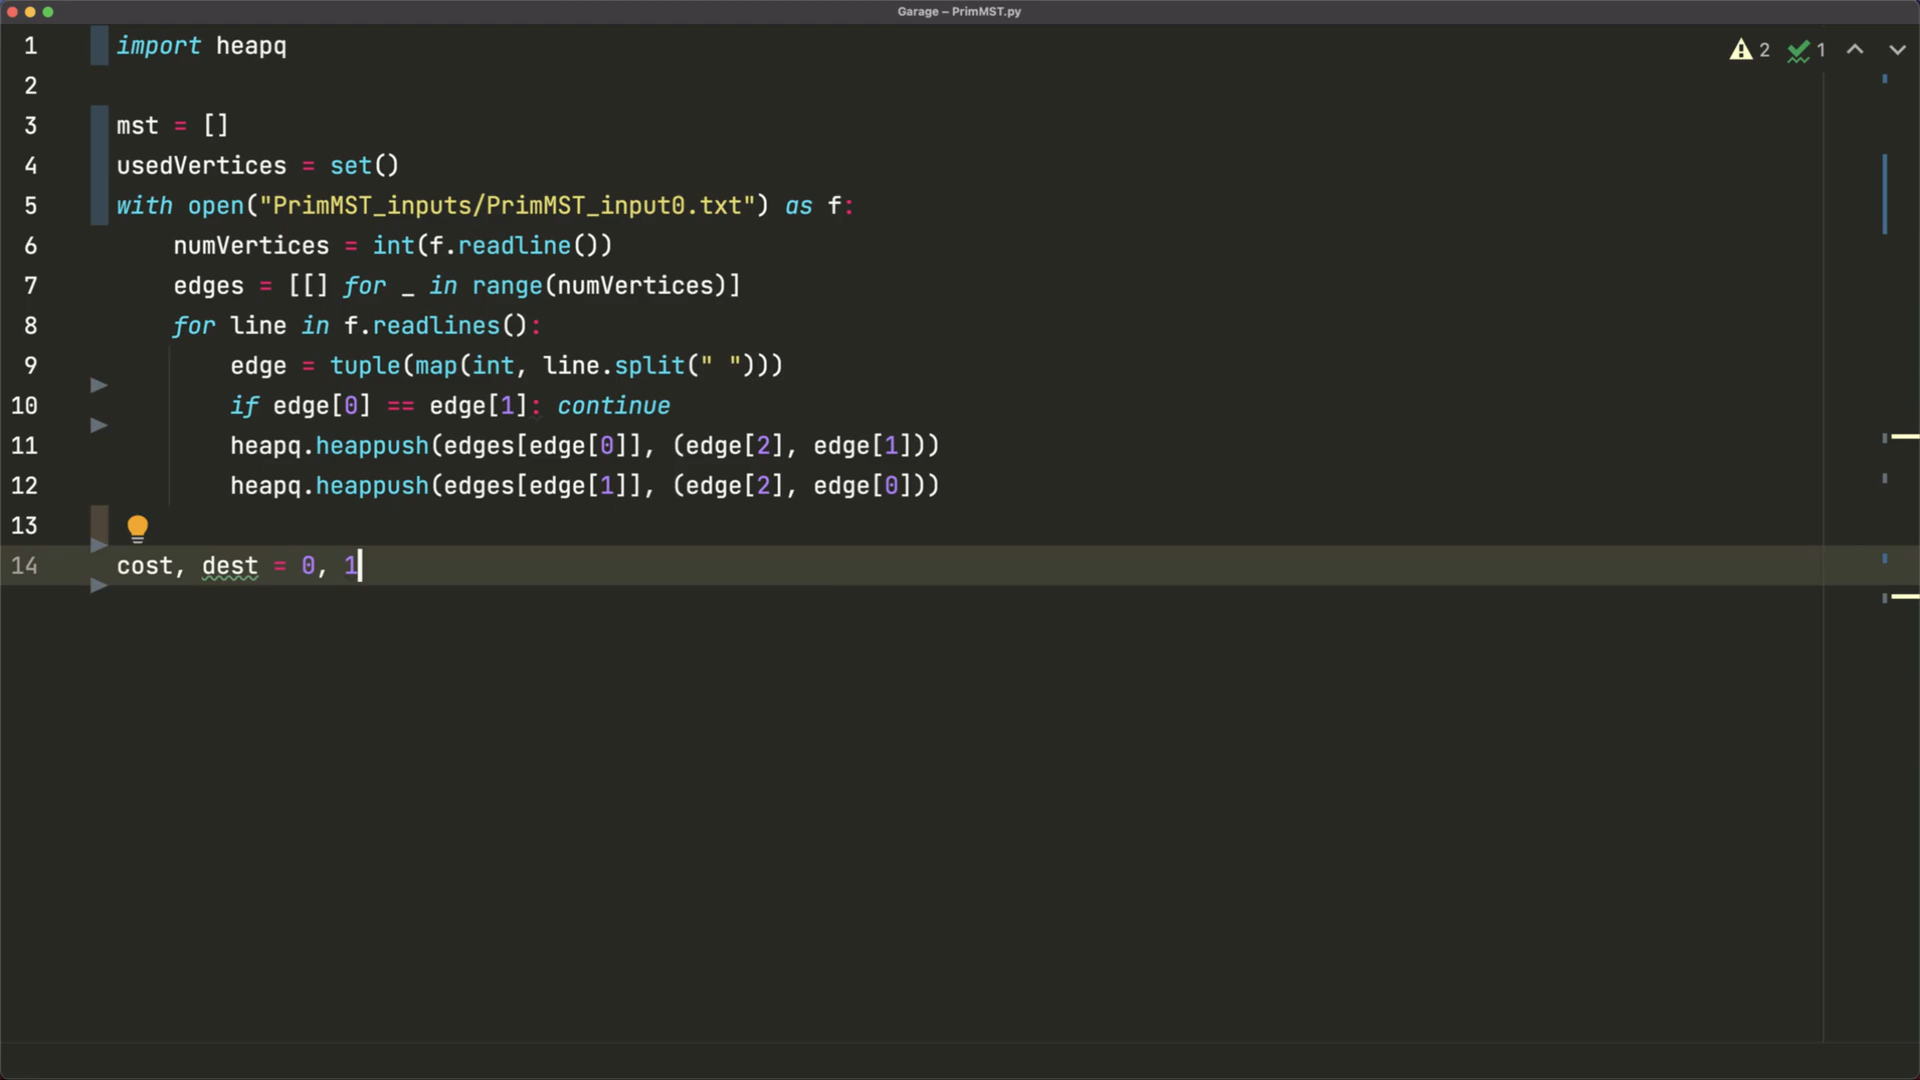 Garage – PrimMST.py
2 1
1 import heapq
2
3 mst = []
4 usedVertices = set()
5 with open("PrimMST_inputs/PrimMST_input0.txt") as f:
6 numVertices = int(f.readline())
7 edges = [[] for _ in range(numVertices)]
8 for line in f.readlines():
9 edge = tuple(map(int, line.split(" ")))
10 if edge[0] == edge[1]: continue
11 heapq.heappush(edges[edge[0]], (edge[2], edge[1]))
12 heapq.heappush(edges[edge[1]], (edge[2], edge[0]))
13
14 cost, dest = 0, 1